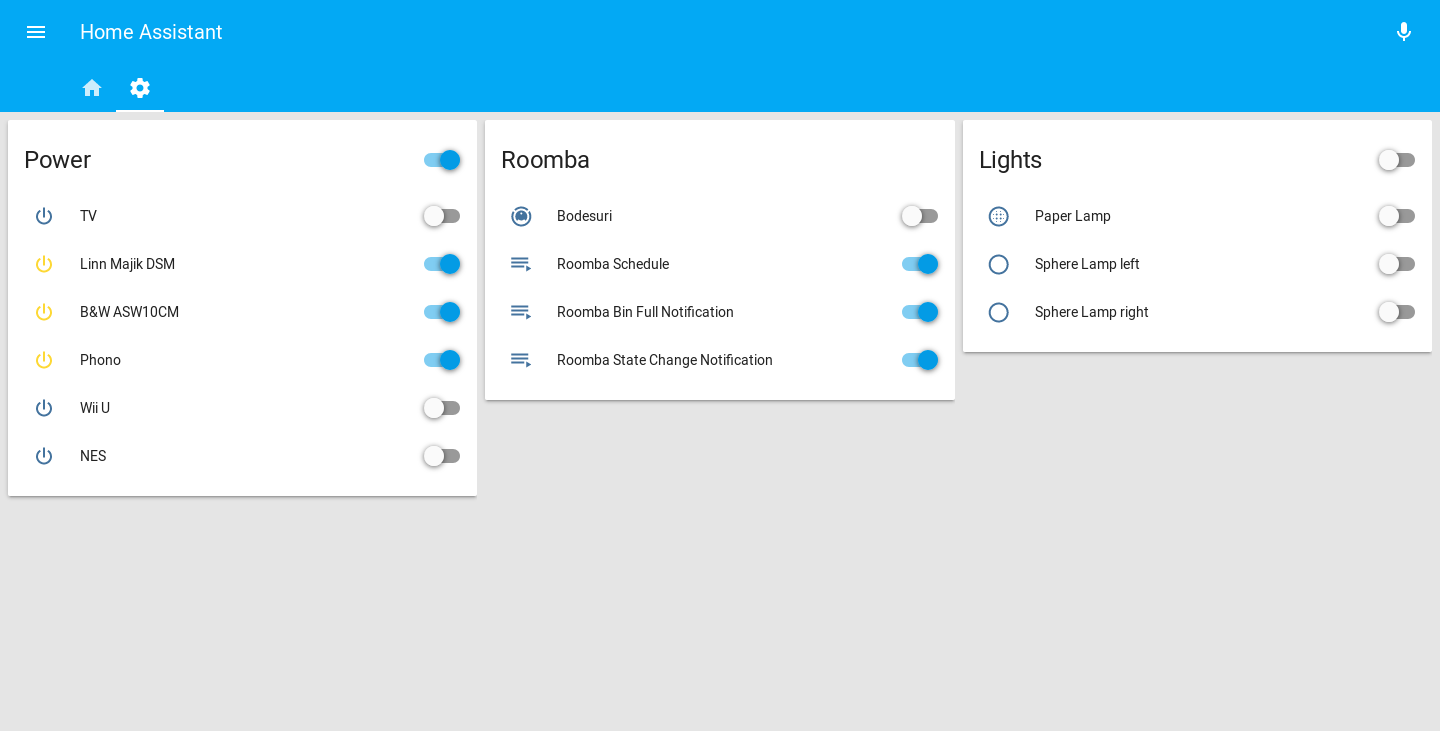 Home Assistant
Power
TV
Linn Majik DSM
B&W ASW10CM
Phono
Wii U
NES
Roomba
Bodesuri
Roomba Schedule
Roomba Bin Full Notification
Roomba State Change Notification
Lights
Paper Lamp
Sphere Lamp left
Sphere Lamp right